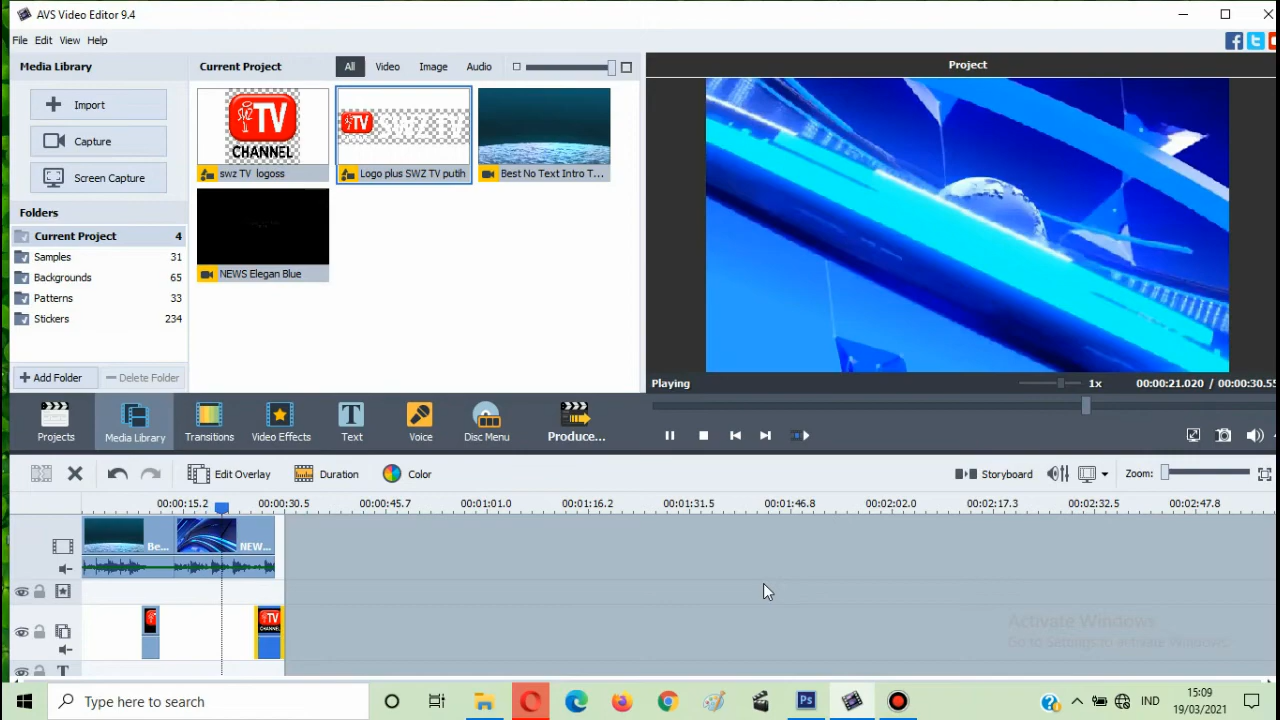 AVS Video Editor 9.4
File Edit View Help
Media Library
Current Project
All Video Image Audio
Project
Import
Capture
Screen Capture
Folders
Current Project 4
Samples 31
Backgrounds 65
Patterns 33
Stickers 234
Add Folder
Delete Folder
swz TV
CHANNEL
swz TV logoss
TV SWZ TV
Logo plus SWZ TV putih
Best No Text Intro T...
NEWS Elegan Blue
Playing
1x
00:00:21.020 / 00:00:30.55
Projects
Media Library
Transitions
Video Effects
Text
Voice
Disc Menu
Produce...
Edit Overlay
Duration
Color
Storyboard
Zoom:
00:00:15.2 00:00:30.5 00:00:45.7 00:01:01.0 00:01:16.2 00:01:31.5 00:01:46.8 00:02:02.0 00:02:17.3 00:02:32.5 00:02:47.8
Be...
NEW...
TV
CHANNEL
T
Activate Windows
Go to Settings to activate Windows.
Type here to search
Ps
IND
15:09
19/03/2021